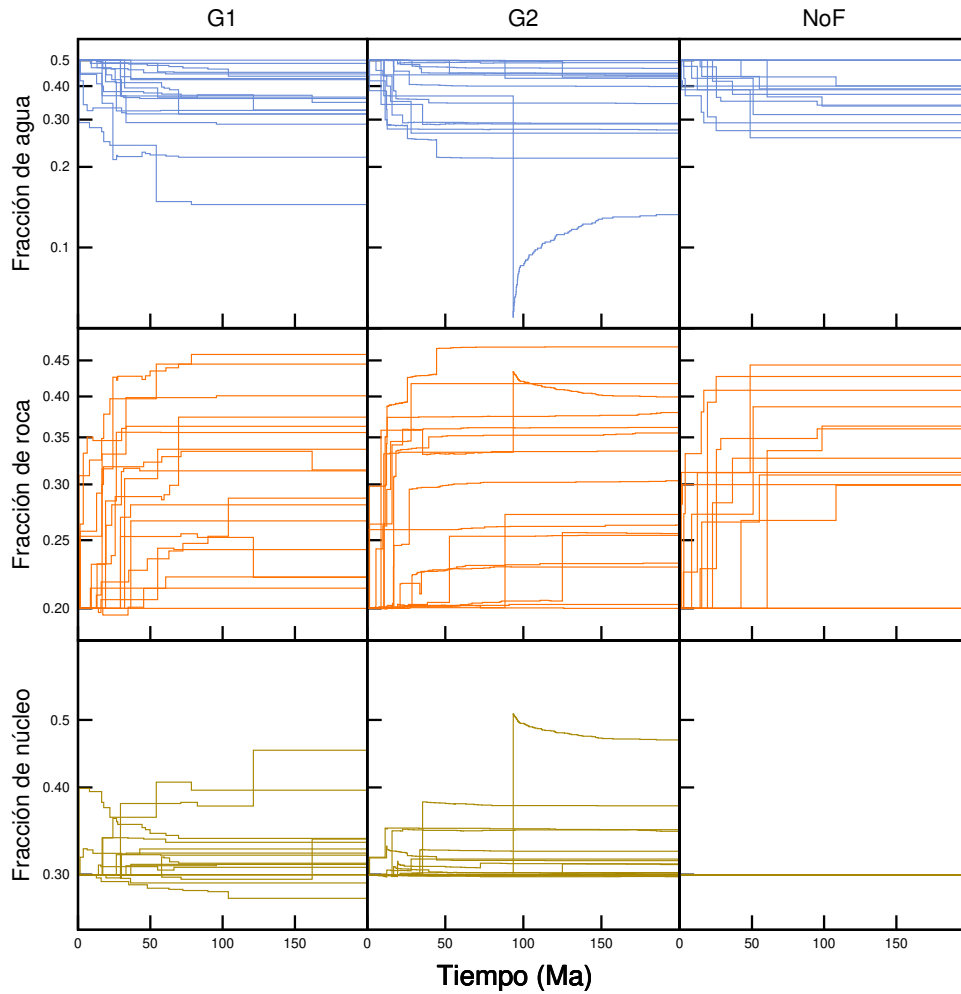 G1 G2 NoF
Fracción de agua
0.5
0.40
0.30
0.2
0.1
Fracción de roca
0.45
0.40
0.35
0.30
0.25
0.20
Fracción de núcleo
0.5
0.40
0.30
0 50 100 150 0 50 100 150 0 50 100 150
Tiempo (Ma)